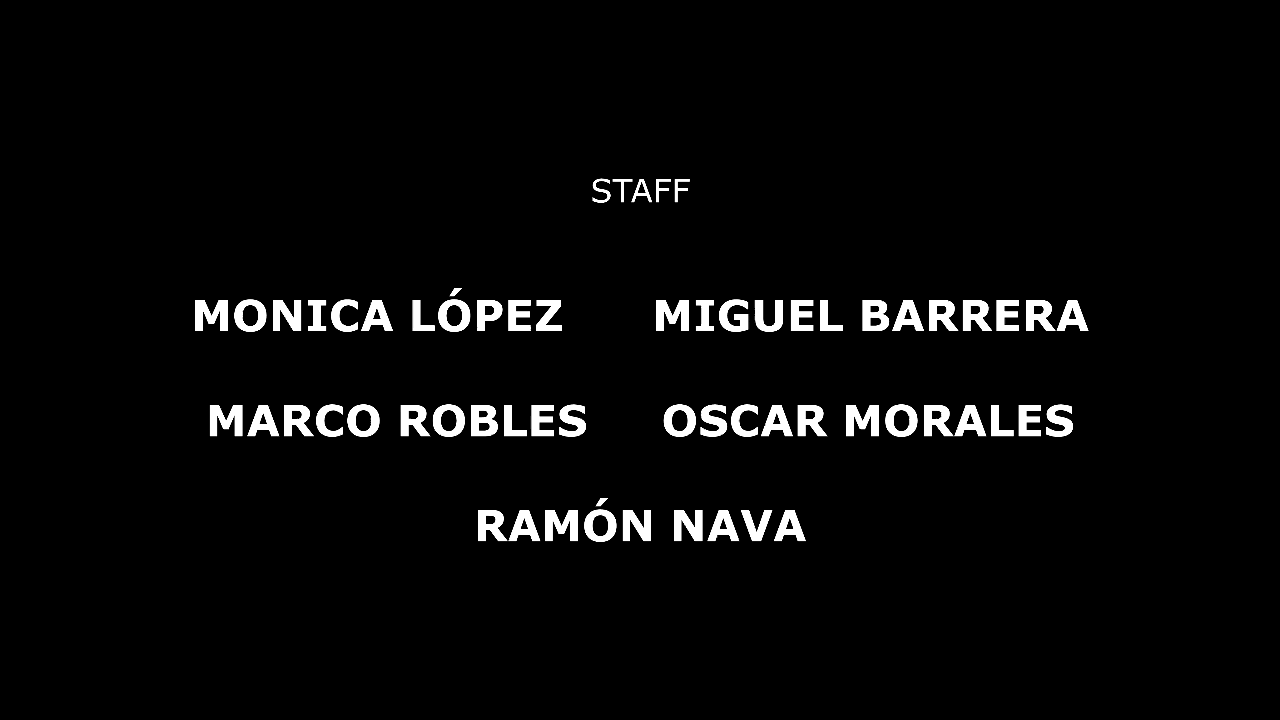 STAFF
MONICA LÓPEZ MIGUEL BARRERA
MARCO ROBLES OSCAR MORALES
RAMÓN NAVA